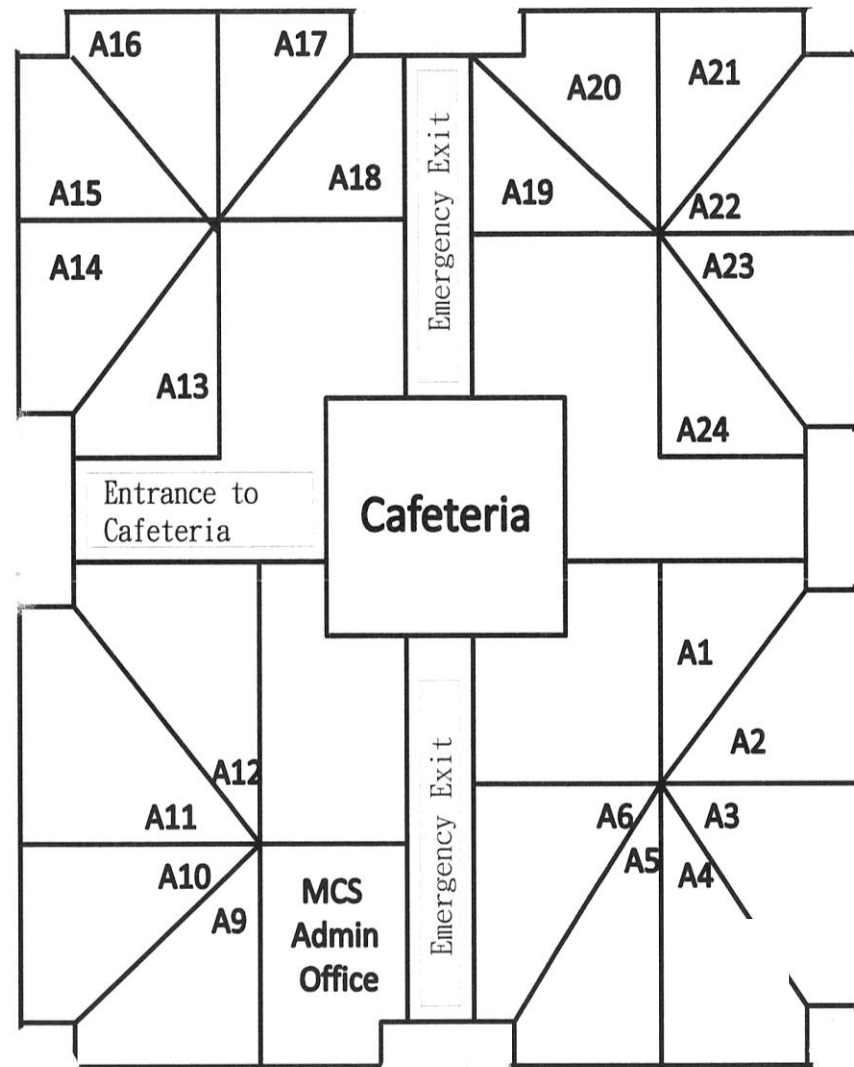 A16
A17
A20
A21
Emergency Exit
A15
A18
A19
A22
A14
A23
A13
A24
Entrance to
Cafeteria
Cafeteria
A1
A2
A12
A11
A6
A3
A5
A4
A10
A9
MCS
Admin
Office
Emergency Exit